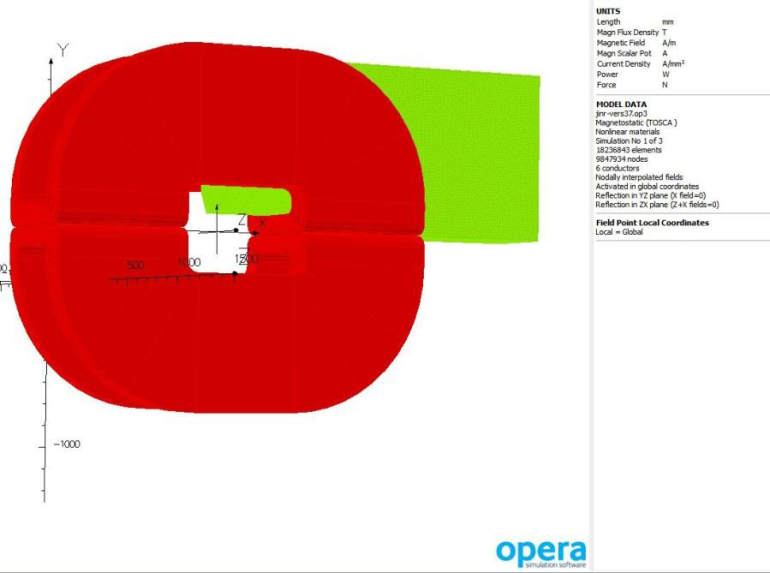 UNITS
Length mm
Magn Flux Density T
Magnetic Field A/m
Magn Scalar Pot A
Current Density A/mm²
Power W
Force N
MODEL DATA
jinr-vers37.op3
Magnetostatic (TOSCA )
Nonlinear materials
Simulation No 1 of 3
18236843 elements
9847934 nodes
6 conductors
Nodally interpolated fields
Activated in global coordinates
Reflection in YZ plane (X field=0)
Reflection in ZX plane (Z+X fields=0)
Field Point Local Coordinates
Local = Global
Y
Z
X
500
1000
1500
Z
-1000
opera
simulation software